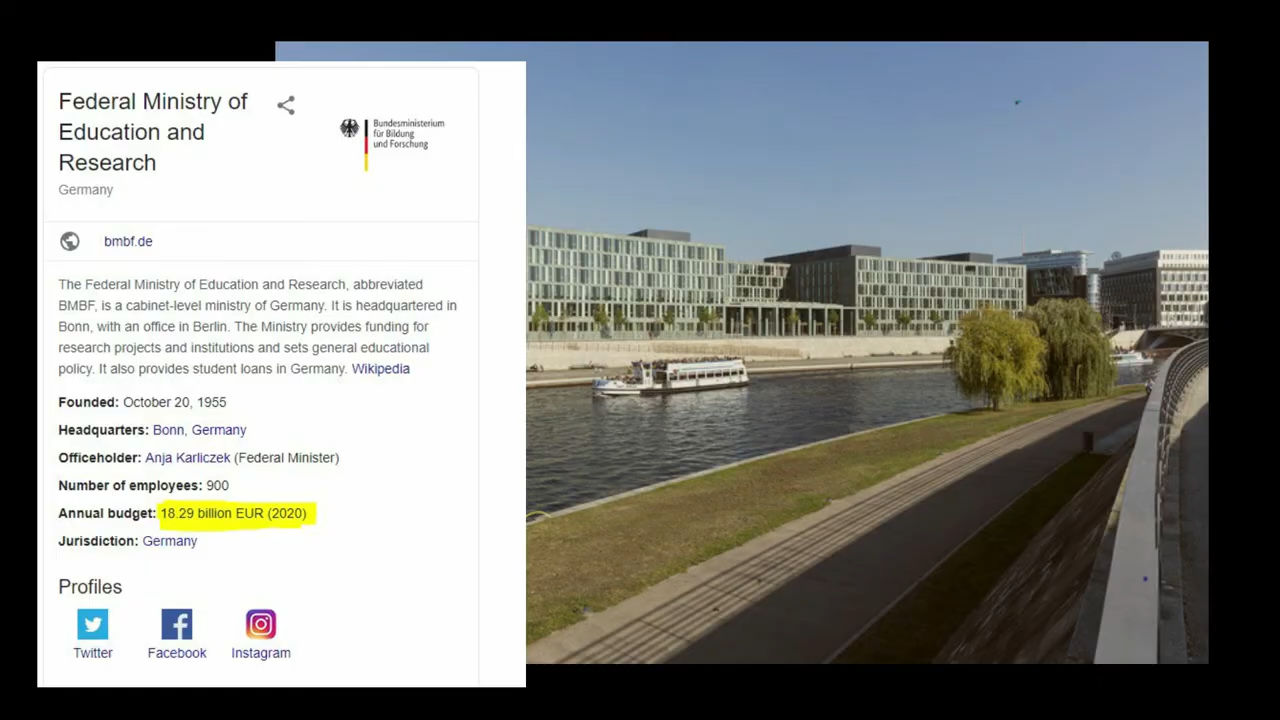 Federal Ministry of
Education and
Research
Germany
Bundesministerium
für Bildung
und Forschung
bmbf.de
The Federal Ministry of Education and Research, abbreviated
BMBF, is a cabinet-level ministry of Germany. It is headquartered in
Bonn, with an office in Berlin. The Ministry provides funding for
research projects and institutions and sets general educational
policy. It also provides student loans in Germany. Wikipedia
Founded: October 20, 1955
Headquarters: Bonn, Germany
Officeholder: Anja Karliczek (Federal Minister)
Number of employees: 900
Annual budget: 18.29 billion EUR (2020)
Jurisdiction: Germany
Profiles
Twitter Facebook Instagram